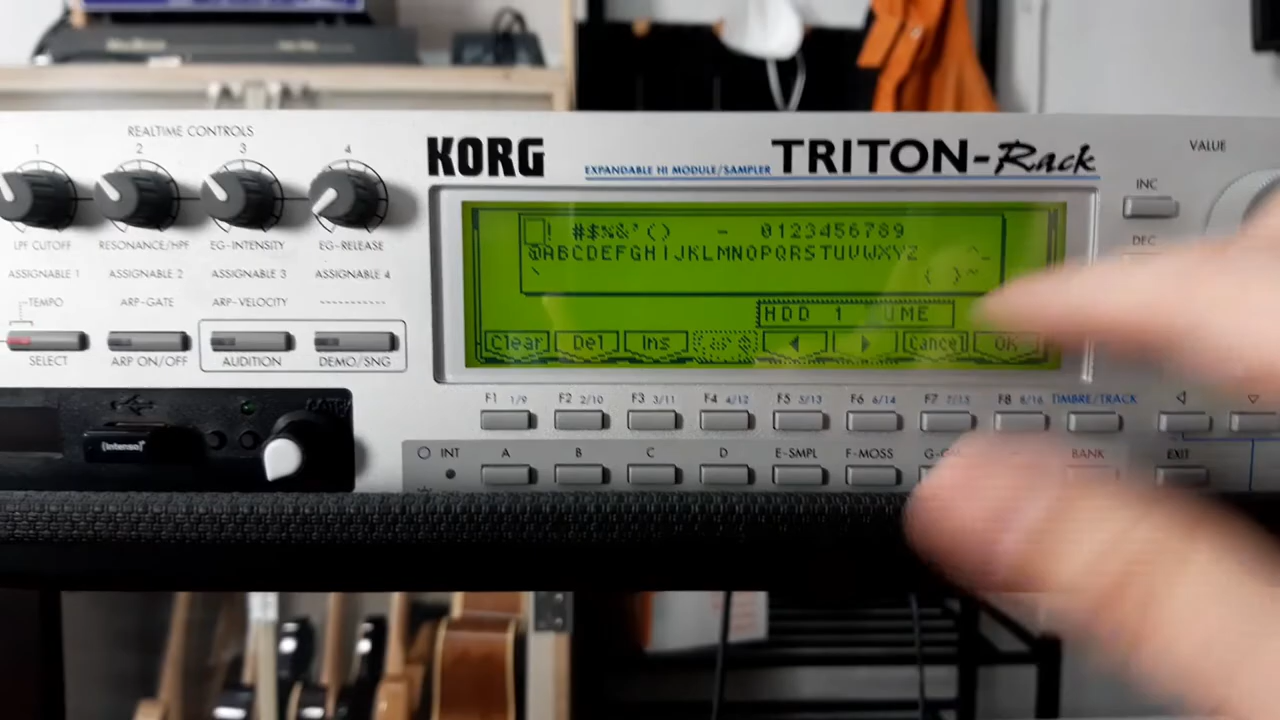 REALTIME CONTROLS
1 2 3 4
LPF CUTOFF RESONANCE/HPF EG-INTENSITY EG-RELEASE
ASSIGNABLE 1 ASSIGNABLE 2 ASSIGNABLE 3 ASSIGNABLE 4
TEMPO ARP-GATE ARP-VELOCITY
SELECT ARP ON/OFF AUDITION DEMO/SNG
KORG
EXPANDABLE HI MODULE/SAMPLER TRITON-Rack
VALUE
INC
DEC
! #$%&'() - 0123456789
@ABCDEFGHIJKLMNOPQRSTUVWXYZ ^_
` { }~
HDD 1 UME
Clear Del Ins Cancel OK
F1 1/9 F2 2/10 F3 3/11 F4 4/12 F5 5/13 F6 6/14 F7 7/15 F8 8/16 TIMBRE/TRACK
INT A B C D E-SMPL F-MOSS BANK EXIT
(intenso)